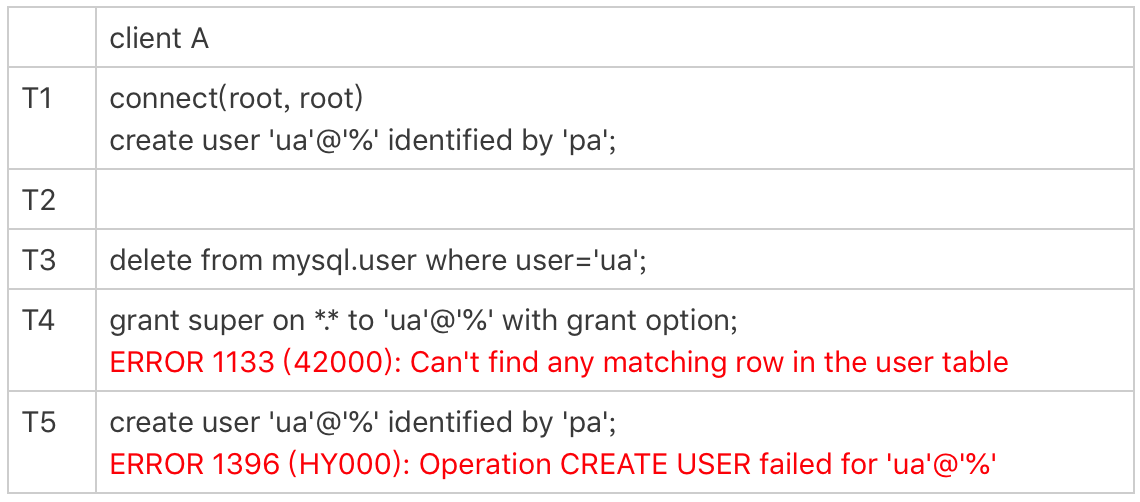 client A
T1
connect(root, root)
create user 'ua'@'%' identified by 'pa';
T2
T3
delete from mysql.user where user='ua';
T4
grant super on *.* to 'ua'@'%' with grant option;
ERROR 1133 (42000): Can't find any matching row in the user table
T5
create user 'ua'@'%' identified by 'pa';
ERROR 1396 (HY000): Operation CREATE USER failed for 'ua'@'%'